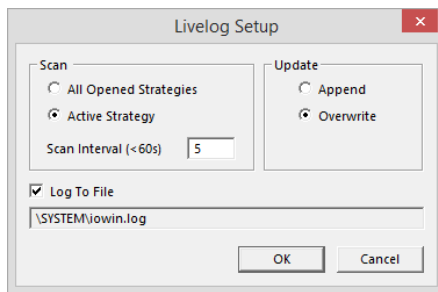 Livelog Setup
Scan
All Opened Strategies
Active Strategy
Scan Interval (<60s) 5
Update
Append
Overwrite
Log To File
\SYSTEM\iowin.log
OK Cancel